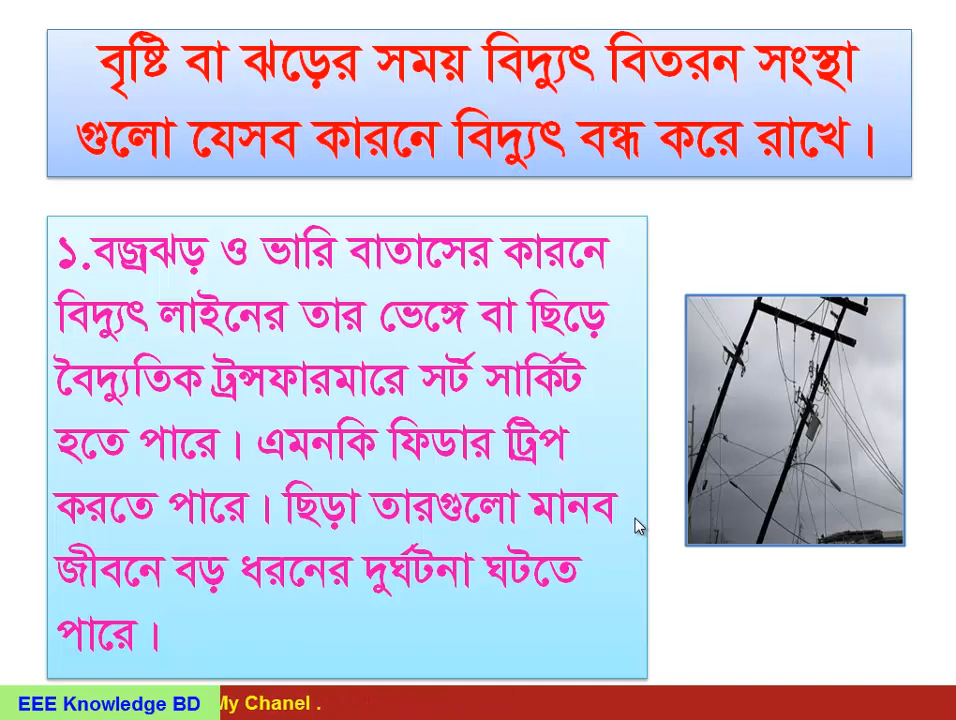 বৃষ্টি বা ঝড়ের সময় বিদ্যুৎ বিতরন সংস্থা
গুলো যেসব কারনে বিদ্যুৎ বন্ধ করে রাখে।
১.বজ্রঝড় ও ভারি বাতাসের কারনে
বিদ্যুৎ লাইনের তার ভেঙ্গে বা ছিড়ে
বৈদ্যুতিক ট্রন্সফারমারে সর্ট সার্কিট
হতে পারে। এমনকি ফিডার ট্রিপ
করতে পারে। ছিড়া তারগুলো মানব
জীবনে বড় ধরনের দুর্ঘটনা ঘটতে
পারে।
EEE Knowledge BD My Chanel .